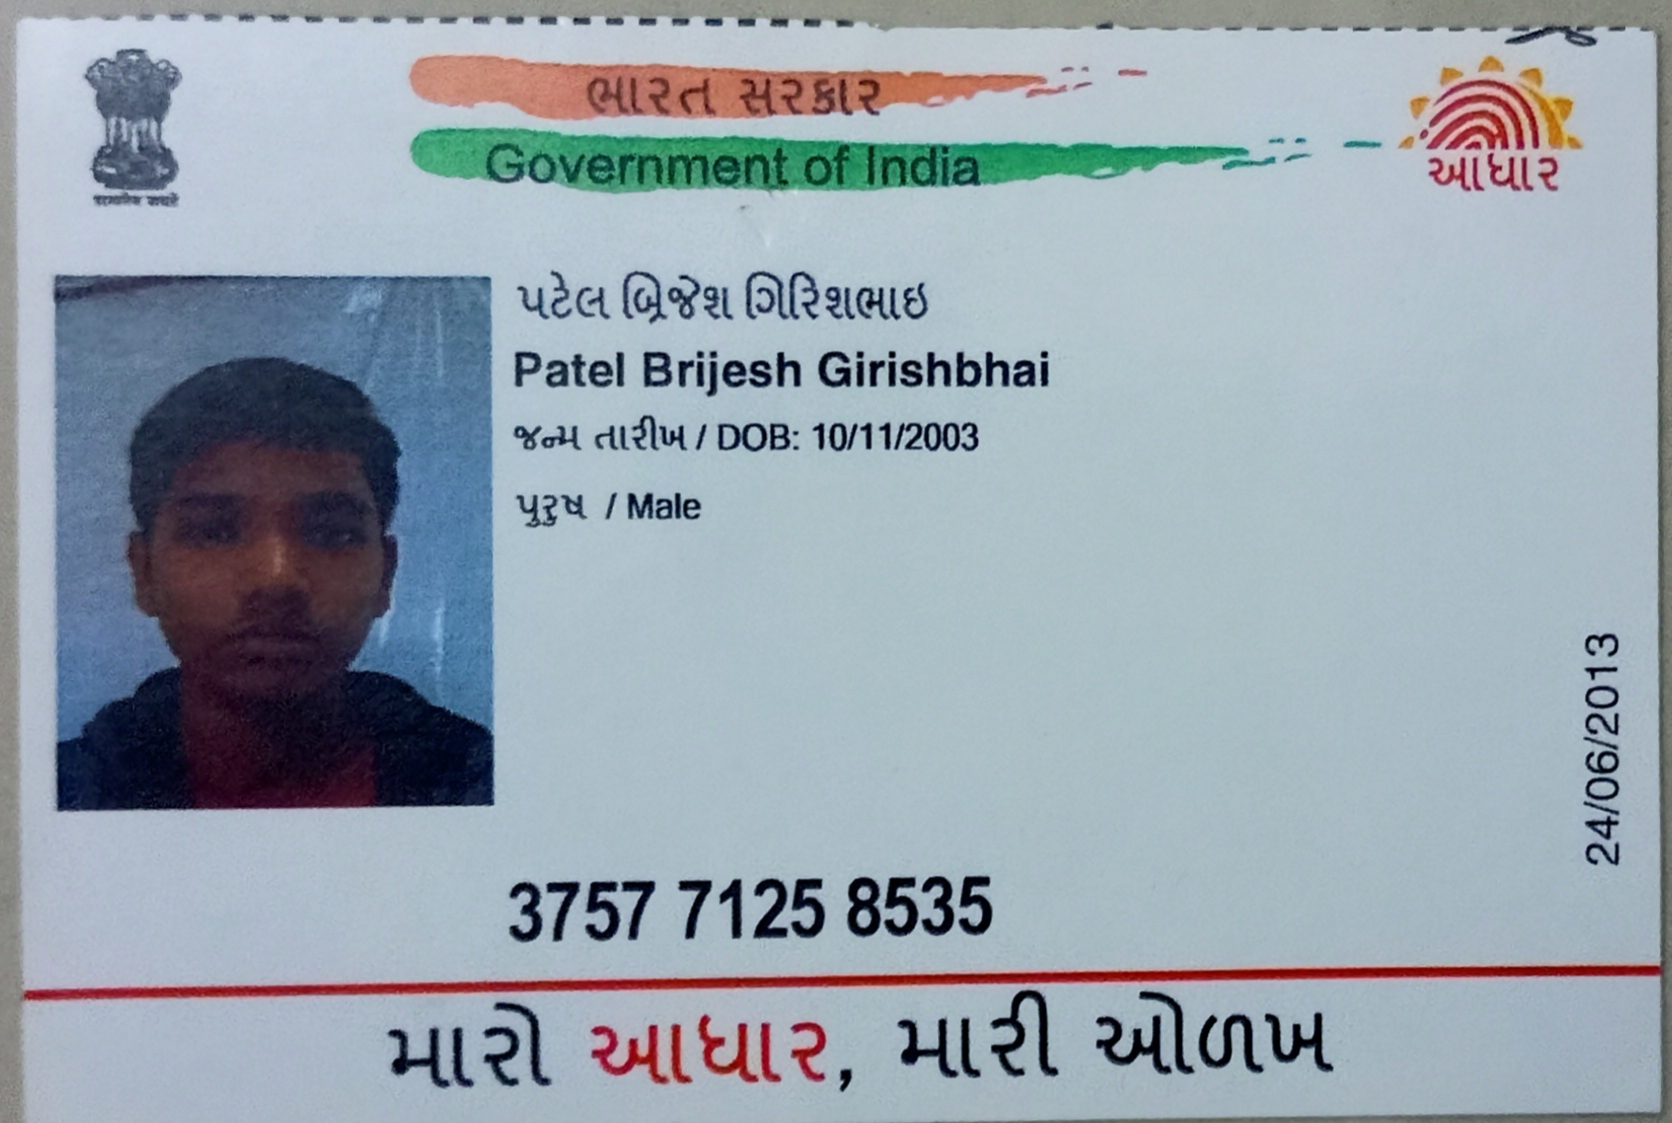 ભારત સરકાર
Government of India
આધાર
પટેલ બ્રિજેશ ગિરિશભાઇ
Patel Brijesh Girishbhai
જન્મ તારીખ / DOB: 10/11/2003
પુરુષ / Male
24/06/2013
3757 7125 8535
મારો આધાર, મારી ઓળખ